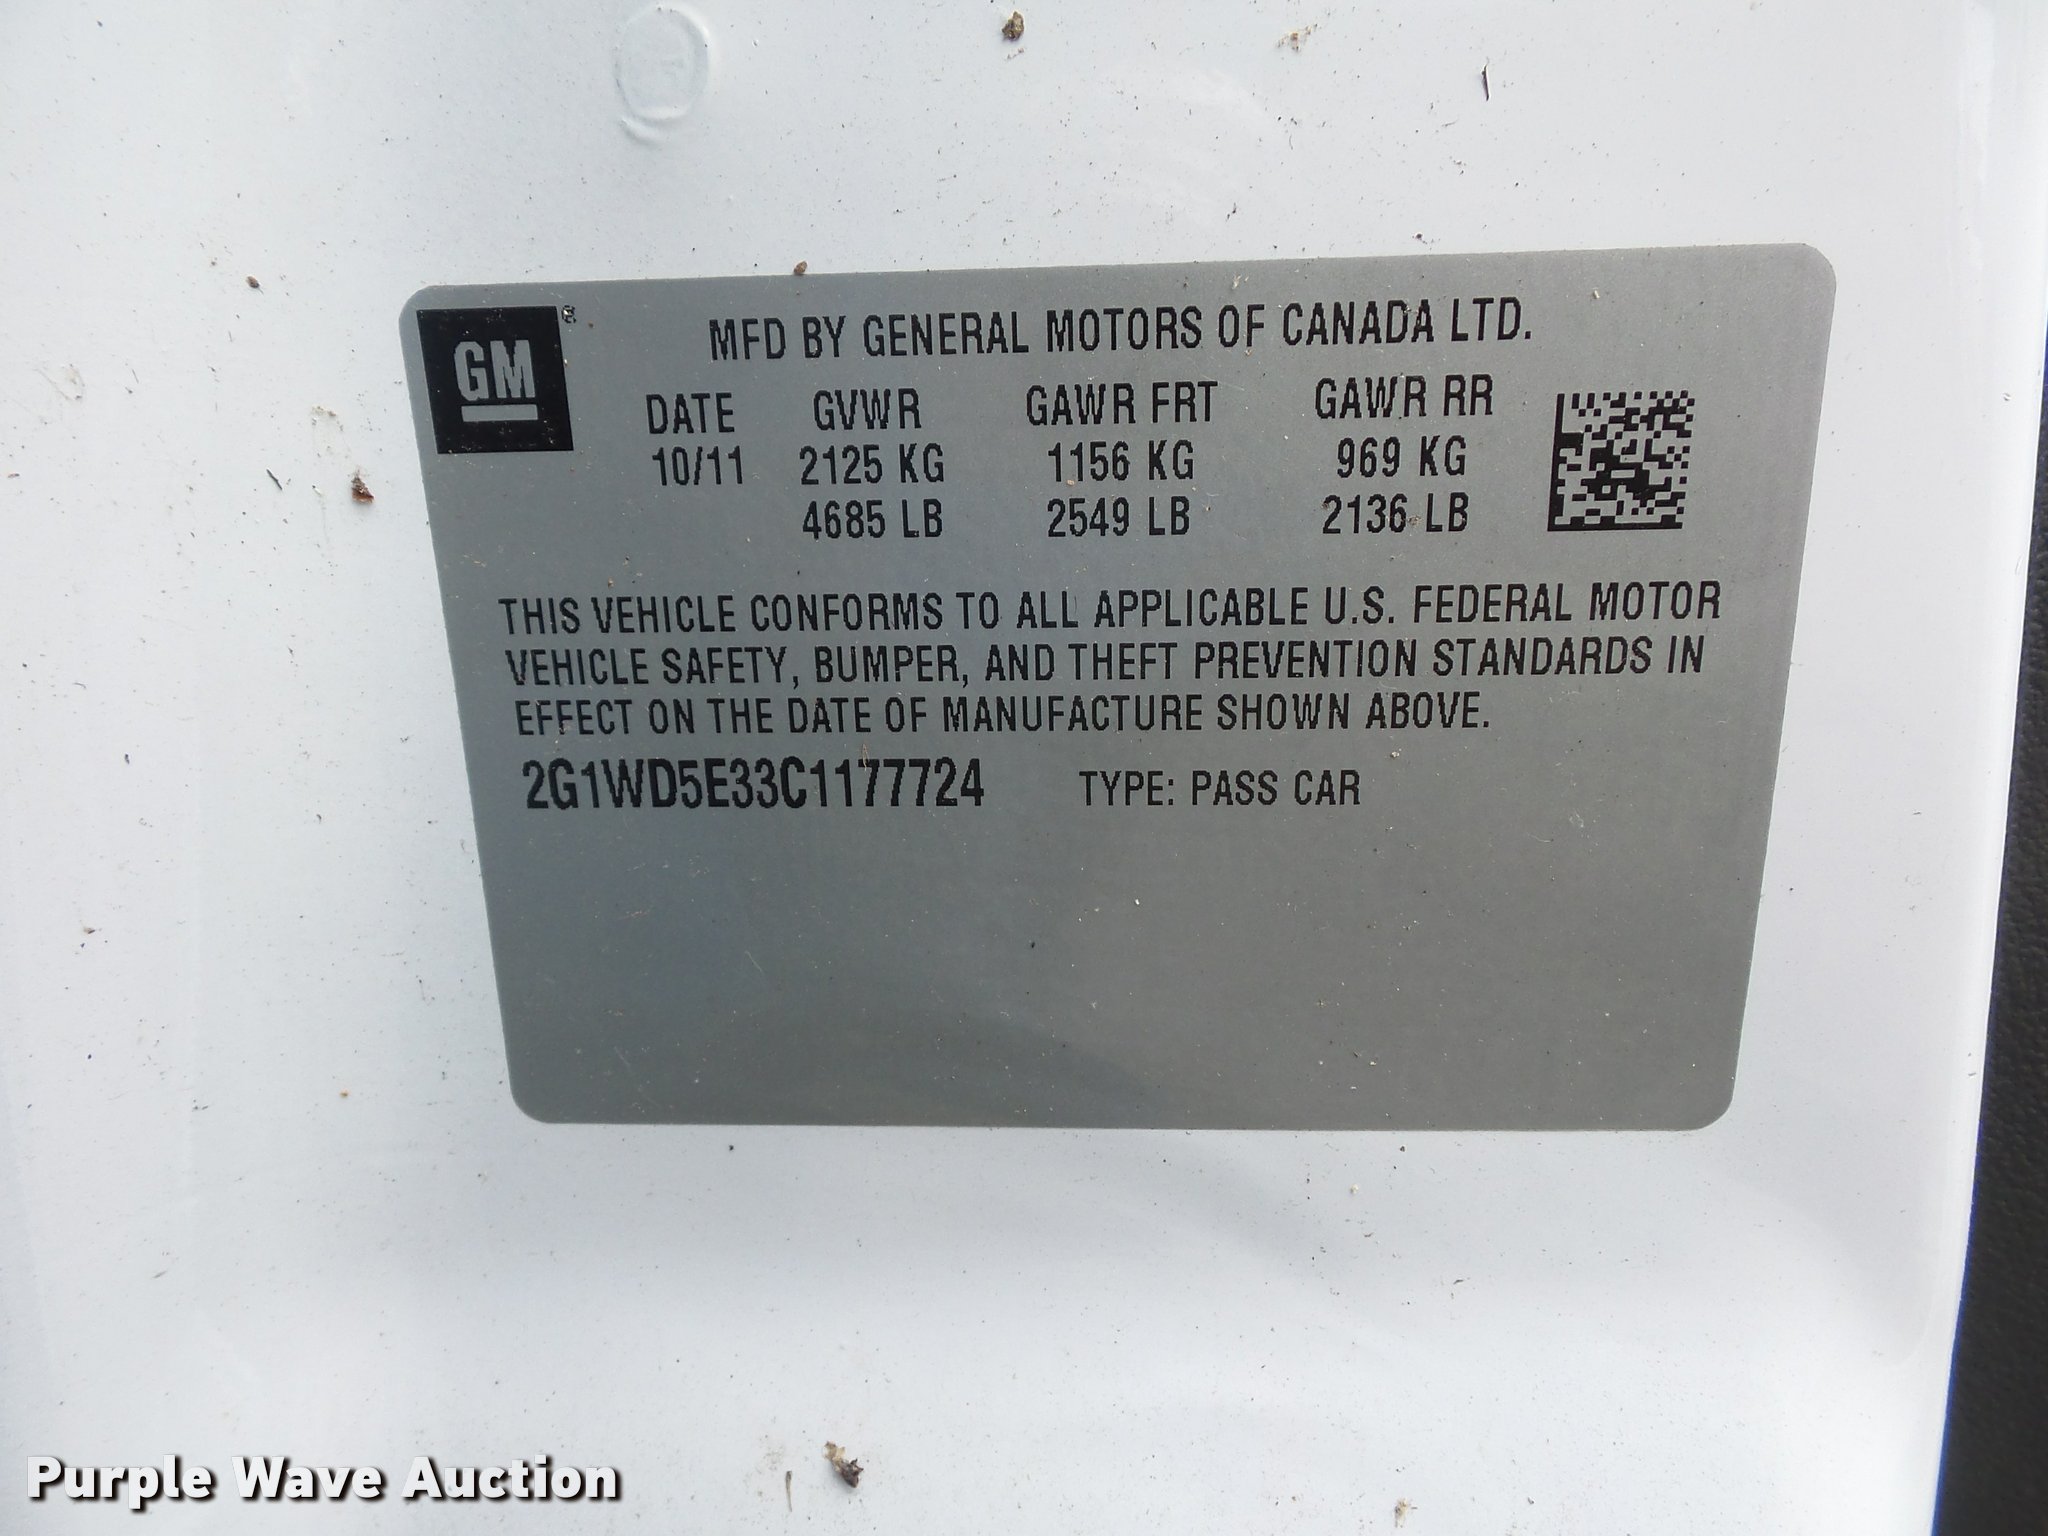 GM®
MFD BY GENERAL MOTORS OF CANADA LTD.
DATE GVWR GAWR FRT GAWR RR
10/11 2125 KG 1156 KG 969 KG
4685 LB 2549 LB 2136 LB
THIS VEHICLE CONFORMS TO ALL APPLICABLE U.S. FEDERAL MOTOR
VEHICLE SAFETY, BUMPER, AND THEFT PREVENTION STANDARDS IN
EFFECT ON THE DATE OF MANUFACTURE SHOWN ABOVE.
2G1WD5E33C1177724 TYPE: PASS CAR
Purple Wave Auction